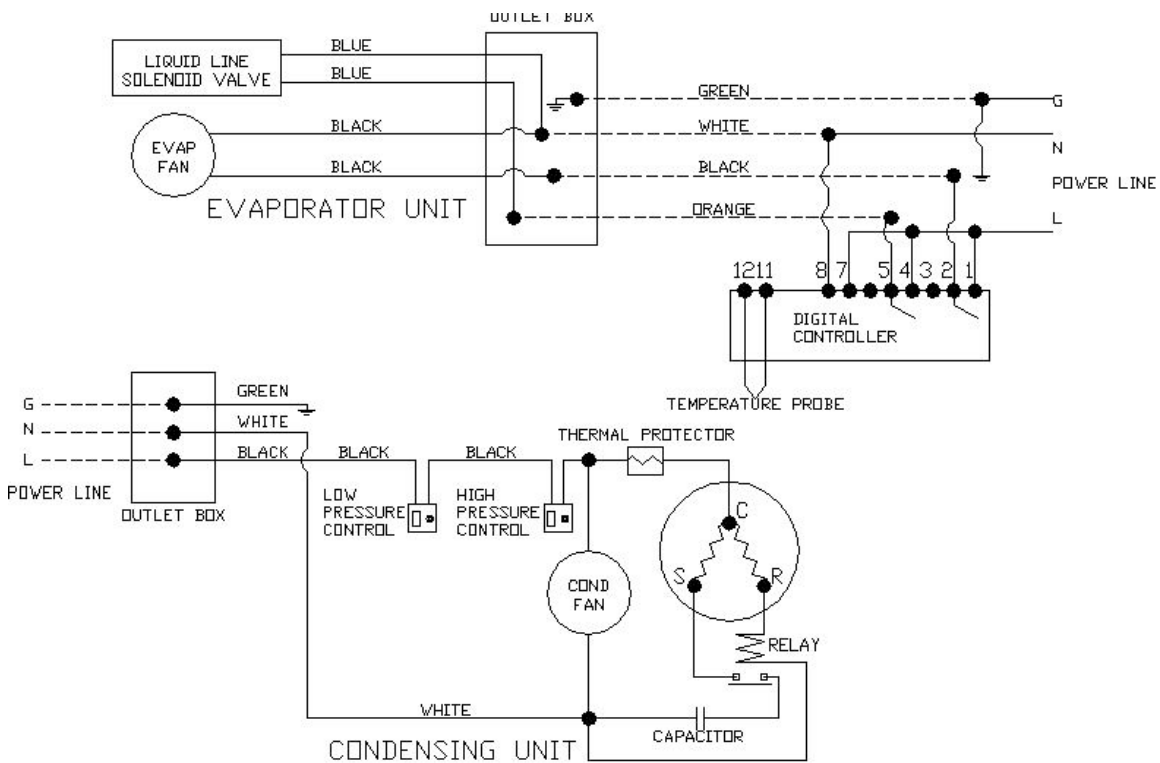 OUTLET BOX
BLUE
LIQUID LINE
SOLENOID VALVE
BLUE
GREEN
G
BLACK
WHITE
EVAP
FAN
N
BLACK
BLACK
POWER LINE
EVAPORATOR UNIT
ORANGE
L
12 11 8 7 5 4 3 2 1
DIGITAL
CONTROLLER
TEMPERATURE PROBE
GREEN
G
WHITE
N
THERMAL PROTECTOR
BLACK
BLACK
BLACK
L
POWER LINE
OUTLET BOX
LOW
PRESSURE
CONTROL
HIGH
PRESSURE
CONTROL
C
S
R
COND
FAN
RELAY
WHITE
CAPACITOR
CONDENSING UNIT